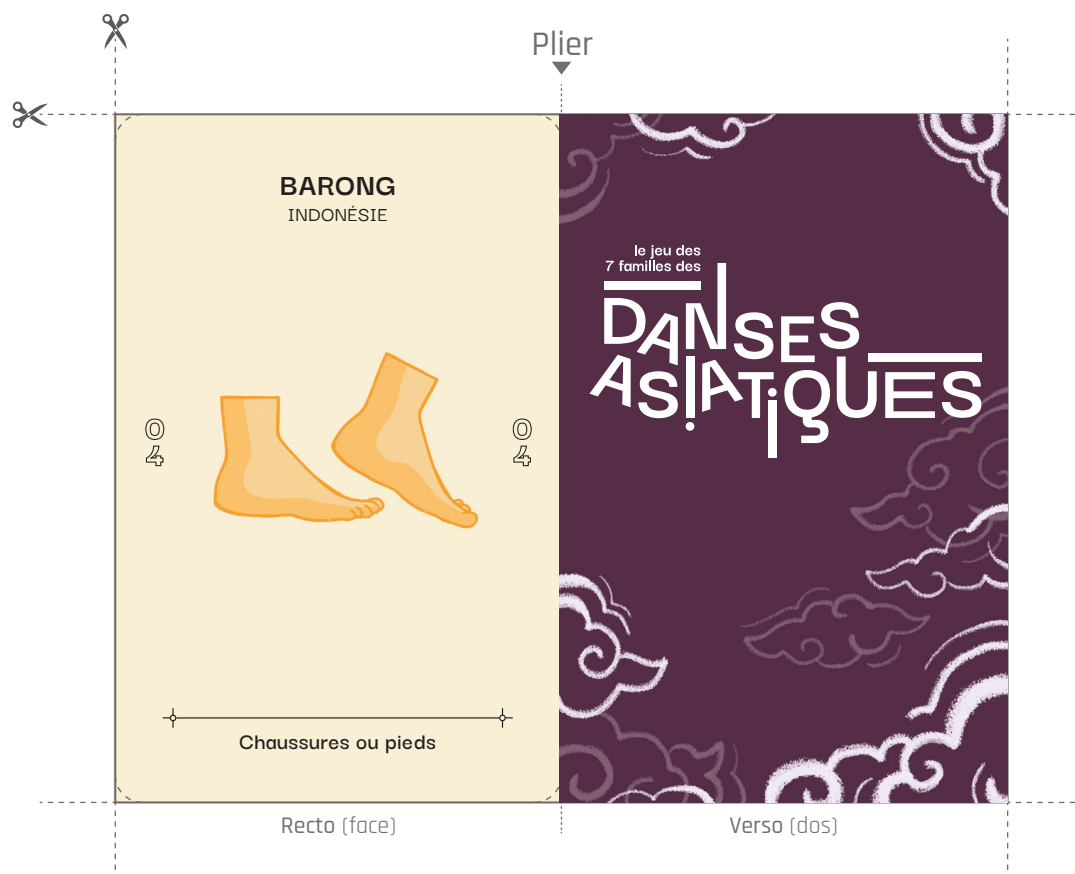 Plier
BARONG
INDONÉSIE
04
04
Chaussures ou pieds
Recto (face)
le jeu des
7 familles des
DANSES
ASIATIQUES
Verso (dos)